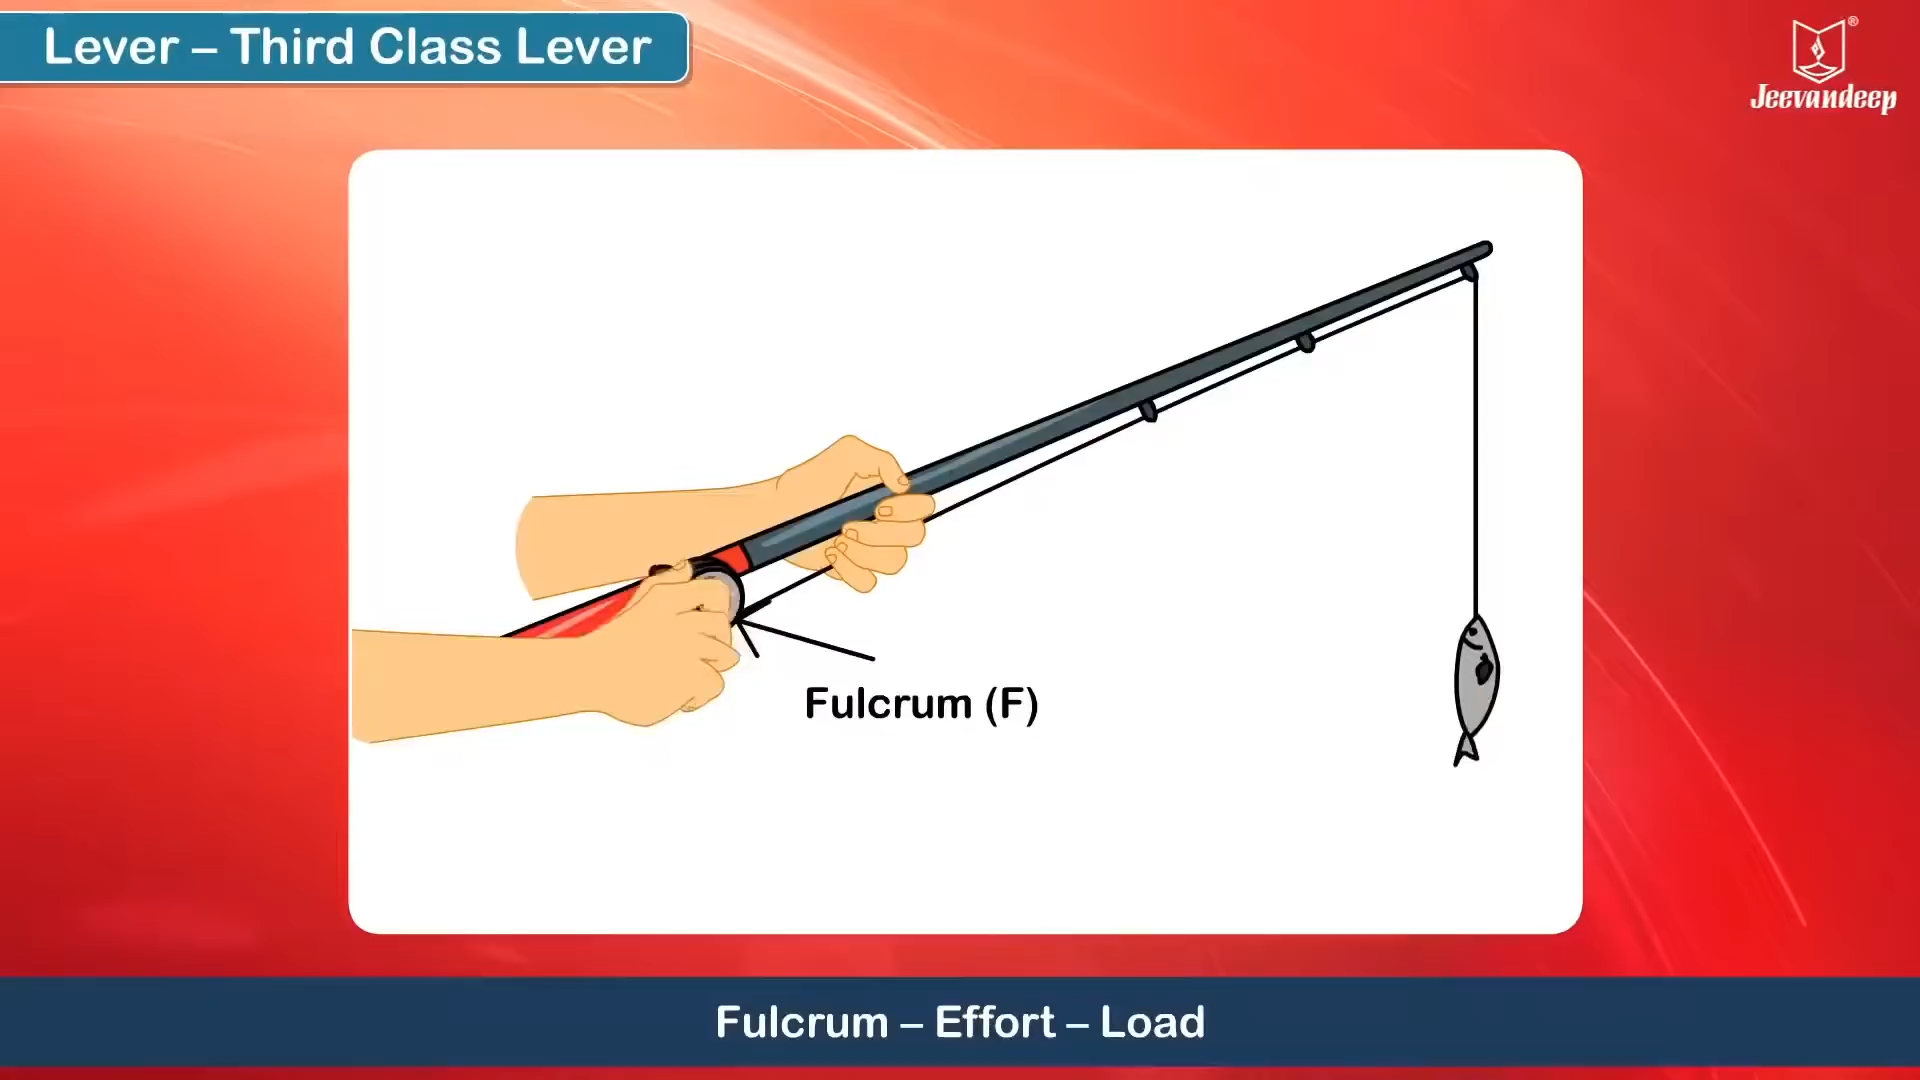 Lever – Third Class Lever
®
Jeevandeep
Fulcrum (F)
Fulcrum – Effort – Load